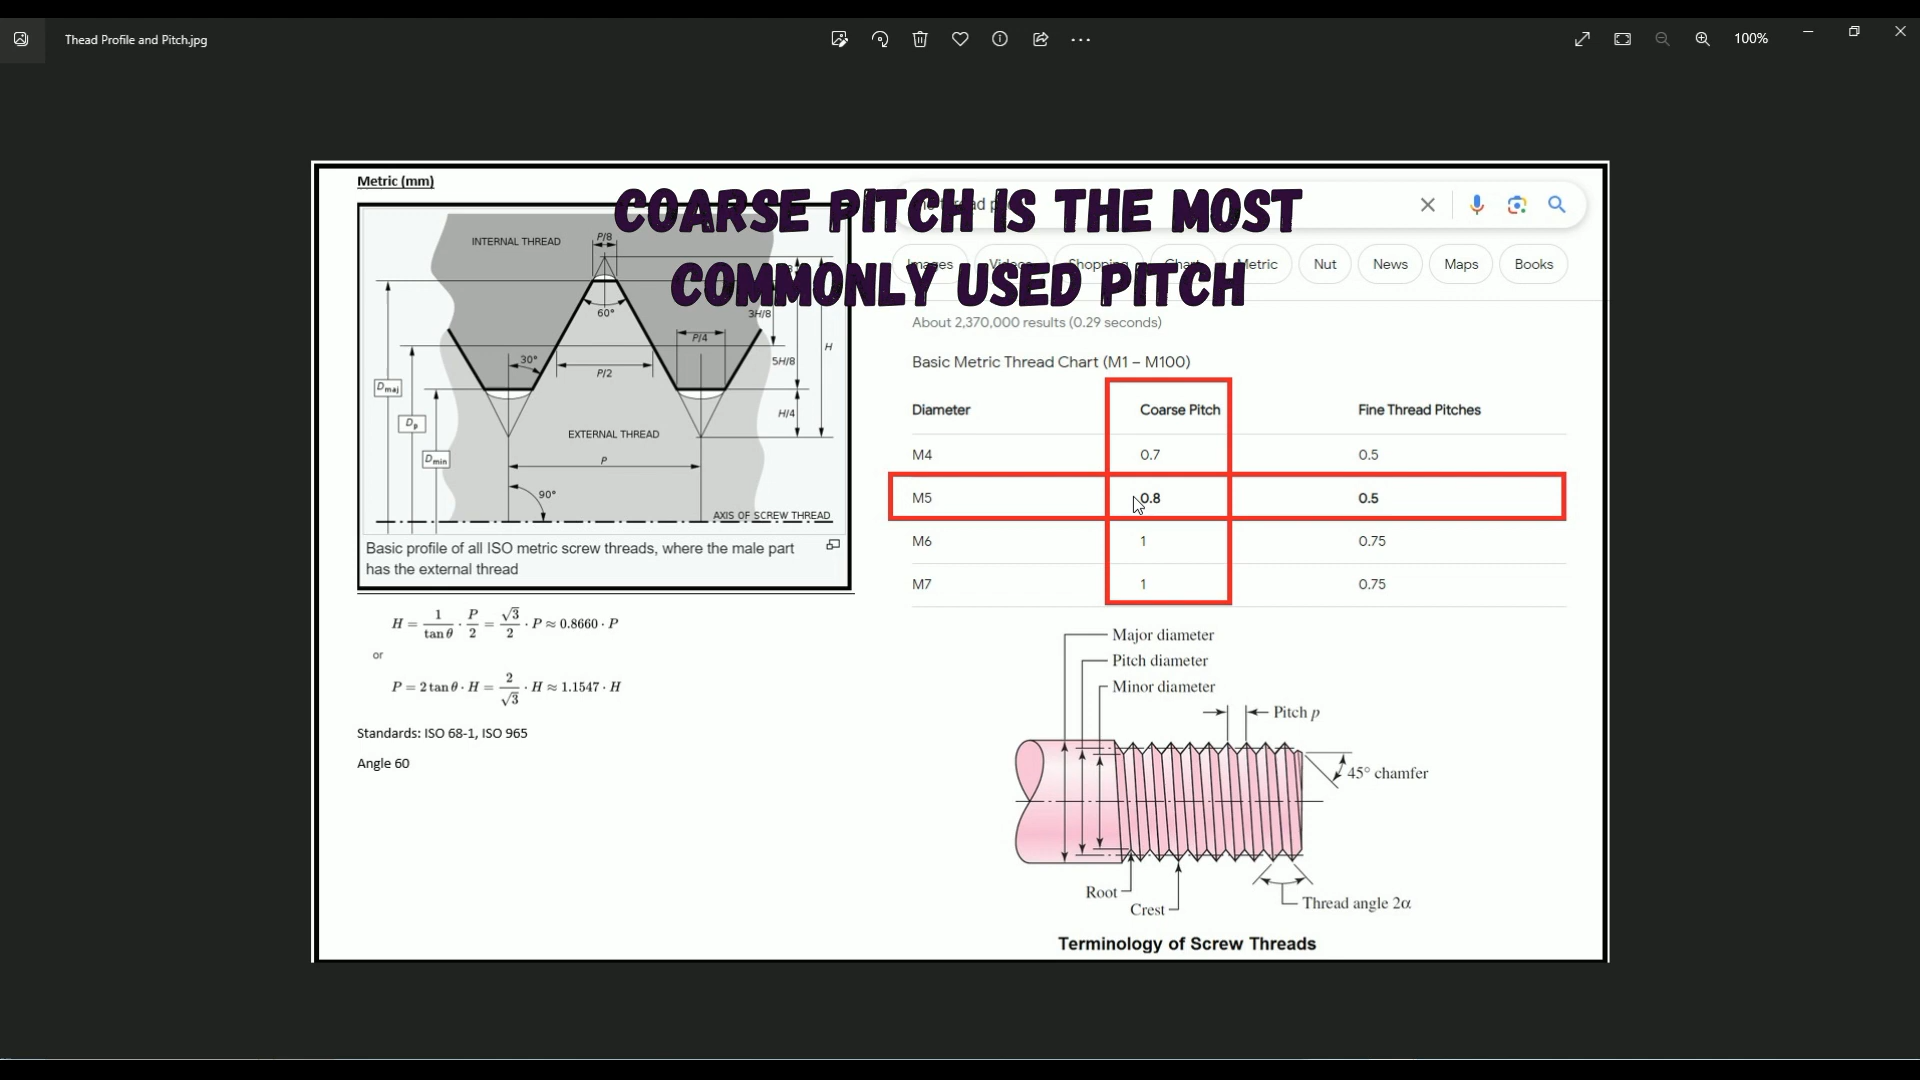 Thead Profile and Pitch.jpg
100%
COARSE PITCH IS THE MOST
COMMONLY USED PITCH
Metric (mm)
INTERNAL THREAD
P/8
60°
3H/8
P/4
H
30°
P/2
5H/8
Dmaj
H/4
Dp
EXTERNAL THREAD
Dmin
P
90°
AXIS OF SCREW THREAD
Basic profile of all ISO metric screw threads, where the male part
has the external thread
H = 1/tan θ · P/2 = √3/2 · P ≈ 0.8660 · P
or
P = 2 tan θ · H = 2/√3 · H ≈ 1.1547 · H
Standards: ISO 68-1, ISO 965
Angle 60
Images Videos Shopping Chart Metric Nut News Maps Books
About 2,370,000 results (0.29 seconds)
Basic Metric Thread Chart (M1 – M100)
Diameter Coarse Pitch Fine Thread Pitches
M4 0.7 0.5
M5 0.8 0.5
M6 1 0.75
M7 1 0.75
Major diameter
Pitch diameter
Minor diameter
Pitch p
45° chamfer
Root
Crest
Thread angle 2α
Terminology of Screw Threads